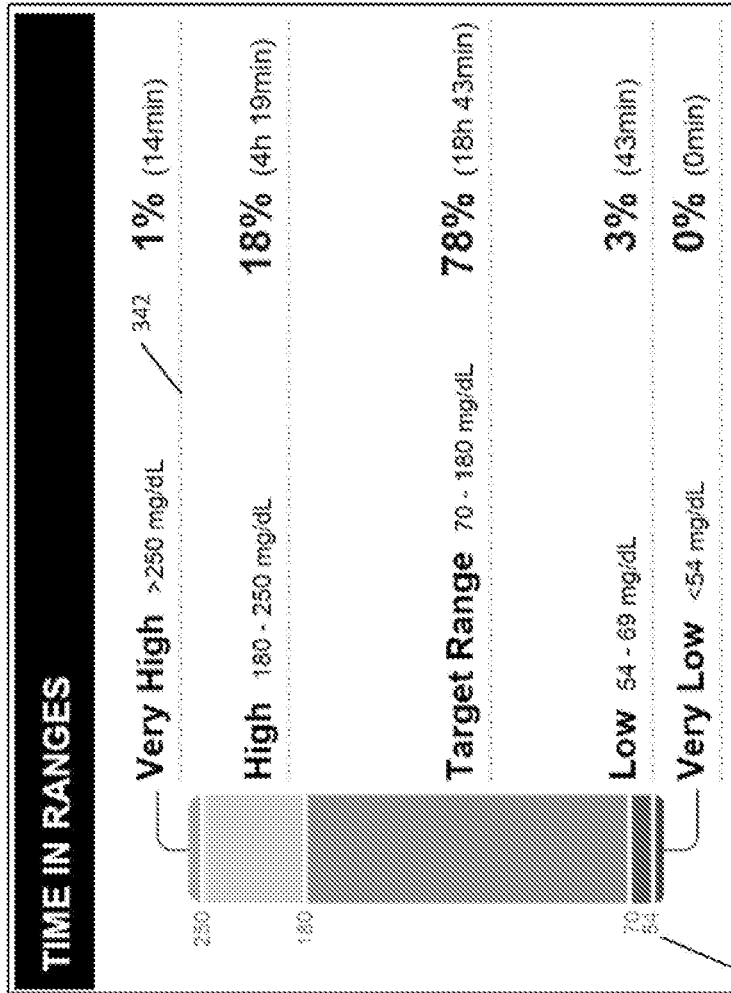 TIME IN RANGES
Very High >250 mg/dL 1% (14min)
342
250
High 180 - 250 mg/dL 18% (4h 19min)
180
Target Range 70 - 180 mg/dL 78% (18h 43min)
70
Low 54 - 69 mg/dL 3% (43min)
54
Very Low <54 mg/dL 0% (0min)